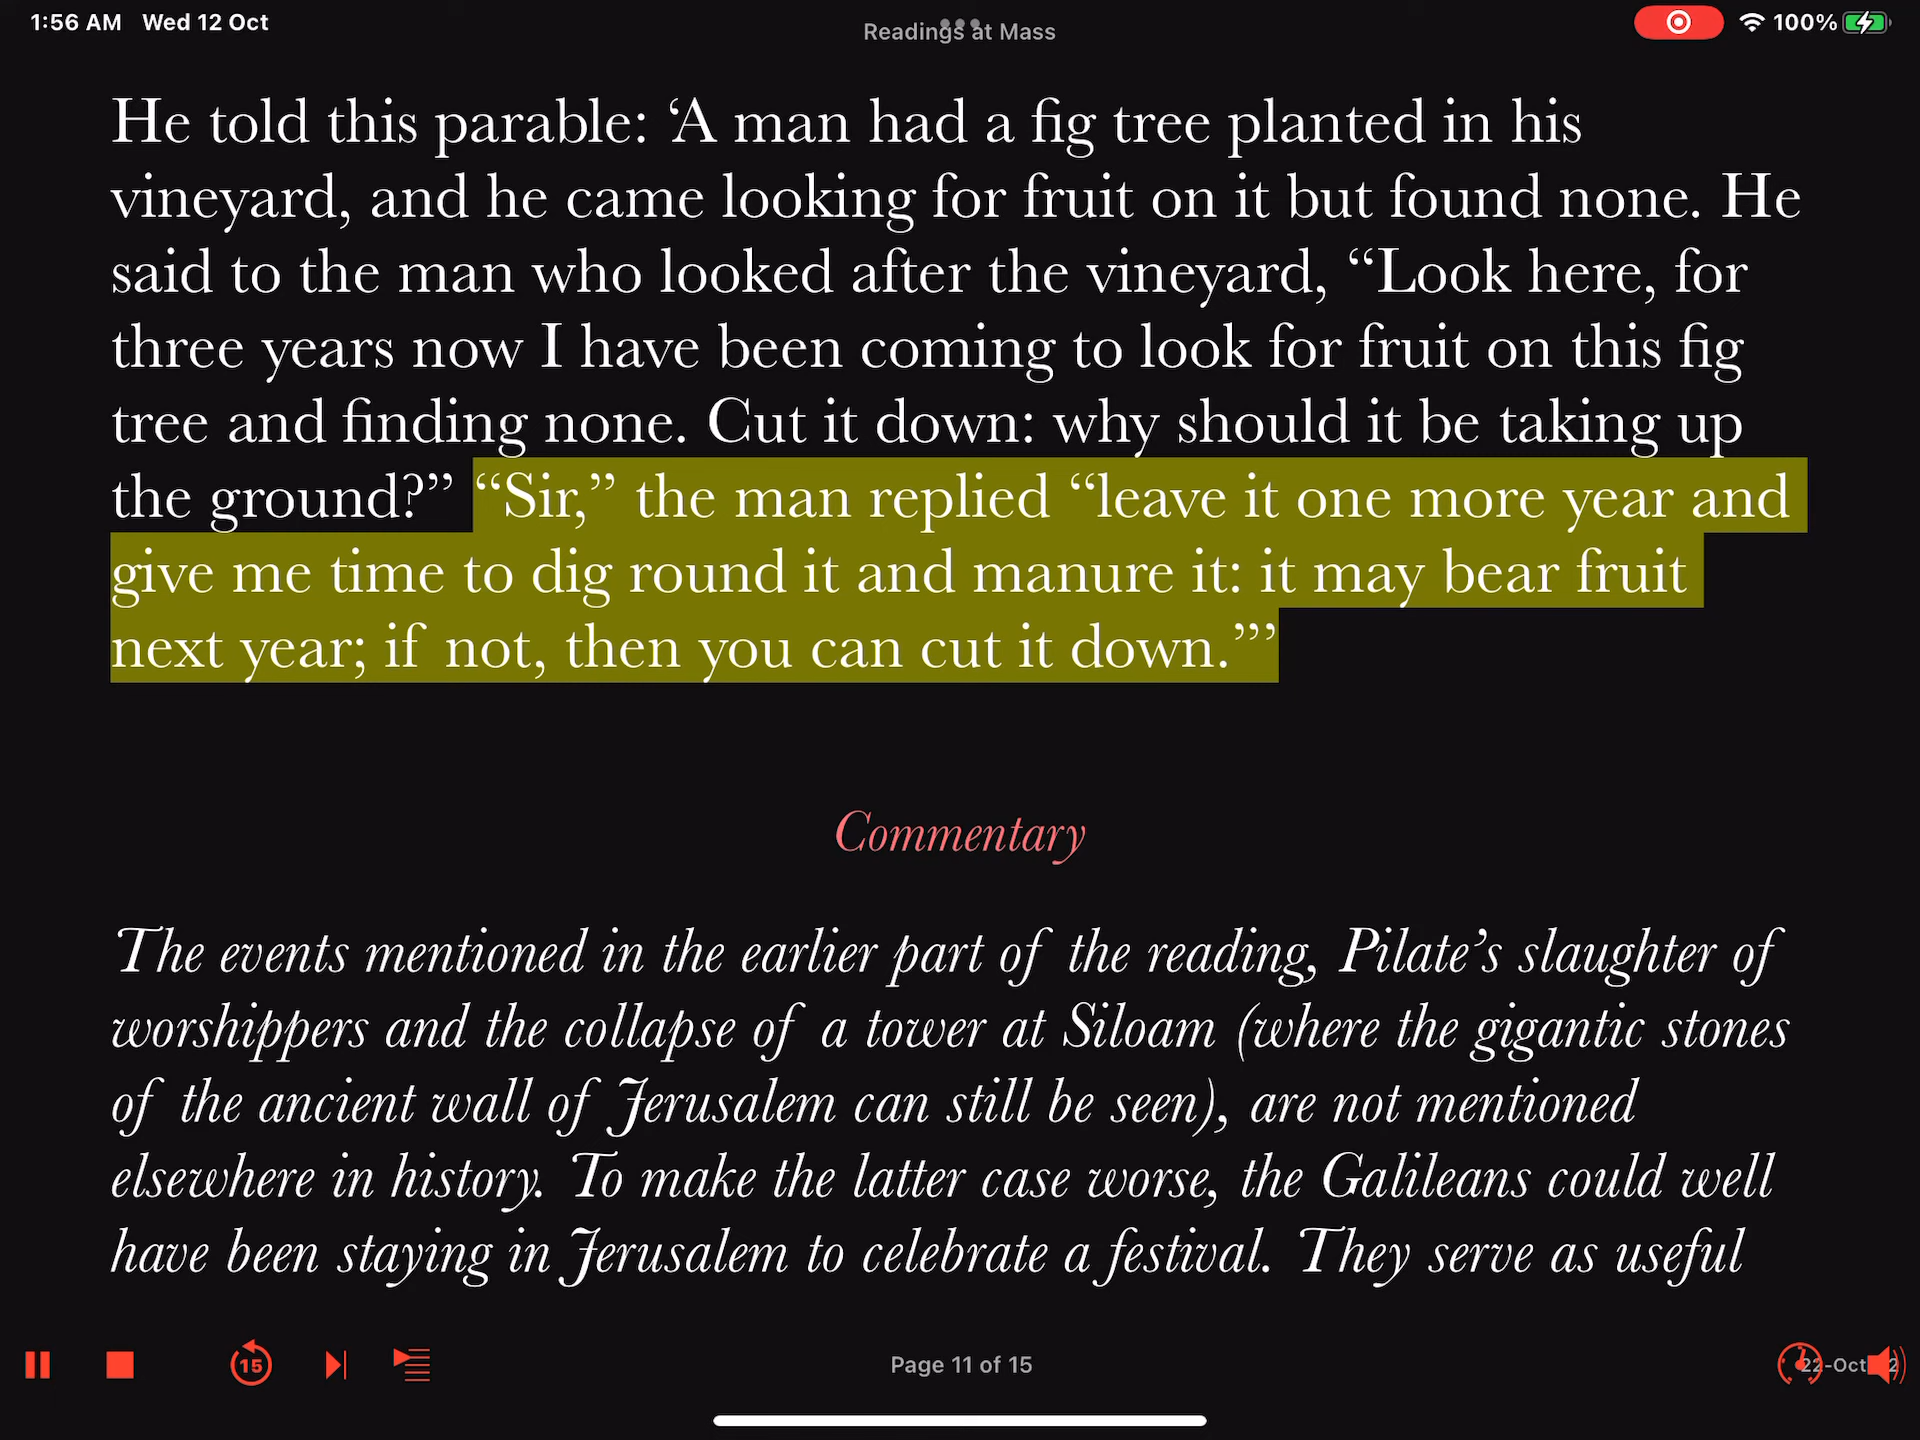 1:56 AM Wed 12 Oct
Readings at Mass
100%
He told this parable: ‘A man had a fig tree planted in his
vineyard, and he came looking for fruit on it but found none. He
said to the man who looked after the vineyard, “Look here, for
three years now I have been coming to look for fruit on this fig
tree and finding none. Cut it down: why should it be taking up
the ground?” “Sir,” the man replied “leave it one more year and
give me time to dig round it and manure it: it may bear fruit
next year; if not, then you can cut it down.”’
Commentary
The events mentioned in the earlier part of the reading, Pilate’s slaughter of
worshippers and the collapse of a tower at Siloam (where the gigantic stones
of the ancient wall of Jerusalem can still be seen), are not mentioned
elsewhere in history. To make the latter case worse, the Galileans could well
have been staying in Jerusalem to celebrate a festival. They serve as useful
15
Page 11 of 15
22-Oct